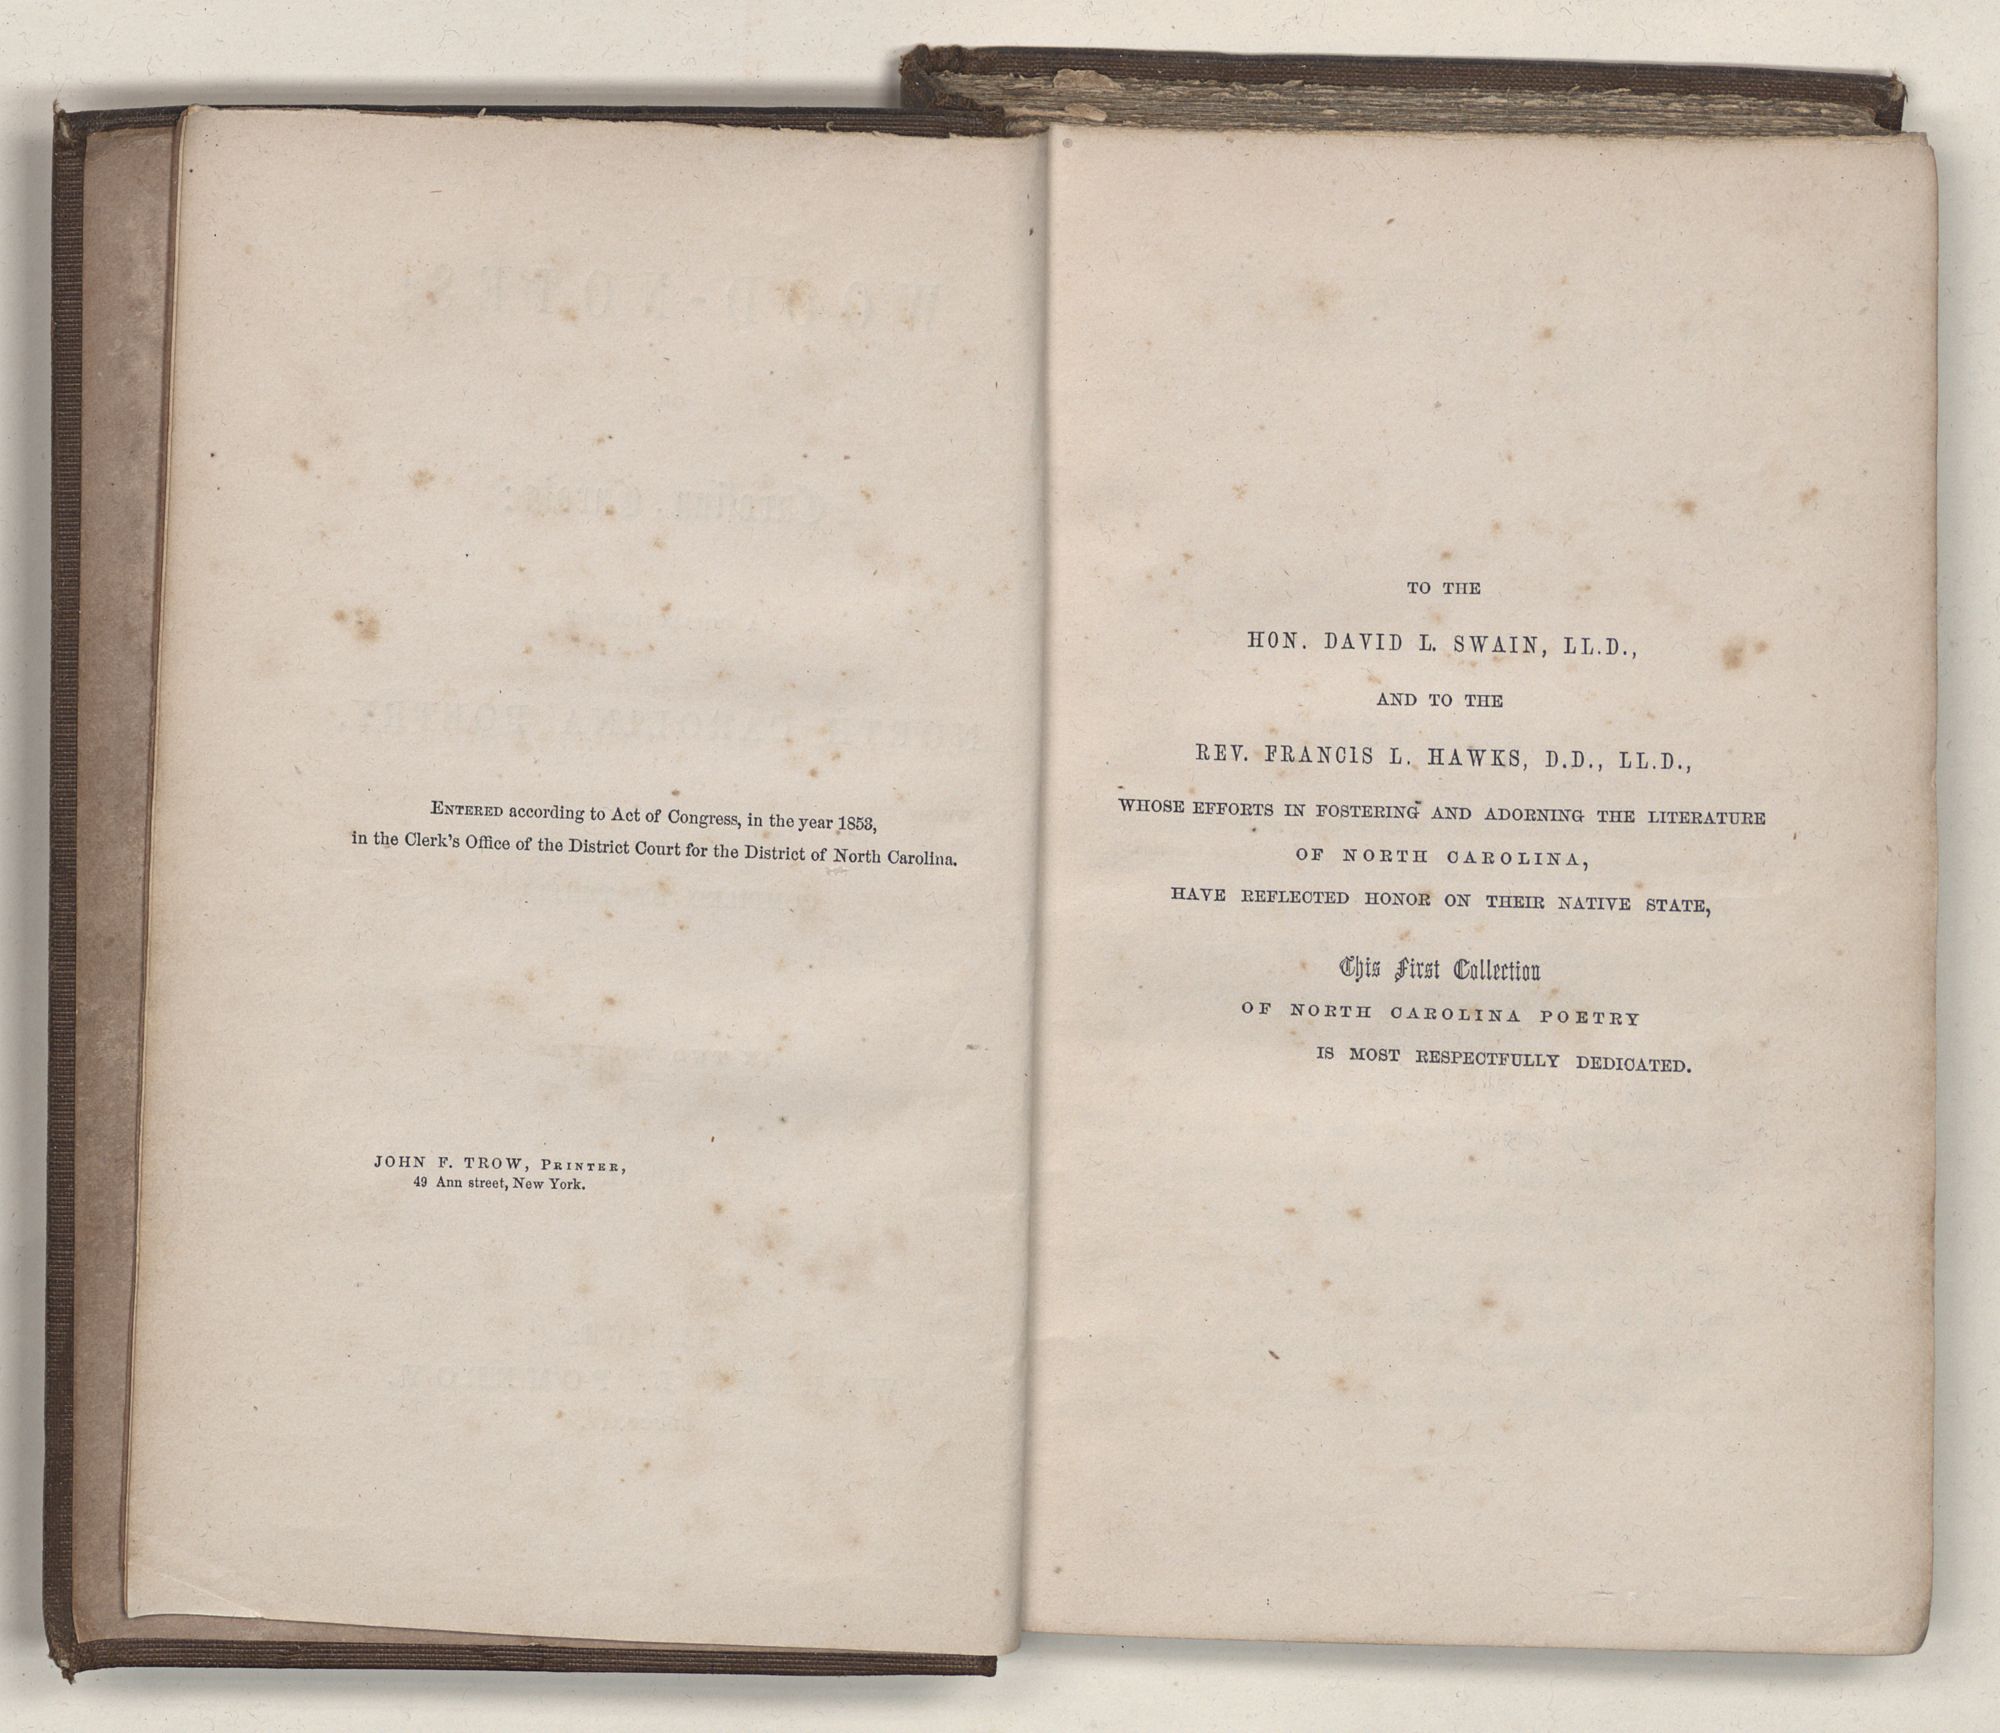 ENTERED according to Act of Congress, in the year 1853,
in the Clerk's Office of the District Court for the District of North Carolina.
JOHN F. TROW, PRINTER,
49 Ann street, New York.
TO THE
HON. DAVID L. SWAIN, LL.D.,
AND TO THE
REV. FRANCIS L. HAWKS, D.D., LL.D.,
WHOSE EFFORTS IN FOSTERING AND ADORNING THE LITERATURE
OF NORTH CAROLINA,
HAVE REFLECTED HONOR ON THEIR NATIVE STATE,
This First Collection
OF NORTH CAROLINA POETRY
IS MOST RESPECTFULLY DEDICATED.